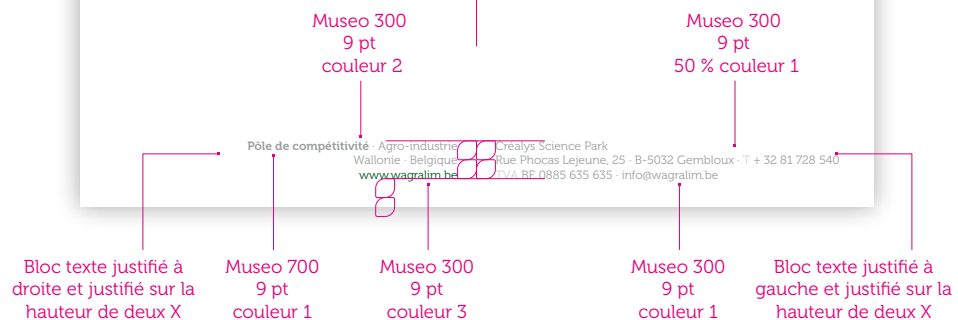 Museo 300
9 pt
couleur 2
Museo 300
9 pt
50 % couleur 1
Pôle de compétitivité · Agro-industrie
Wallonie · Belgique
www.wagralim.be
Créalys Science Park
Rue Phocas Lejeune, 25 · B-5032 Gembloux · T + 32 81 728 540
TVA BE 0885 635 635 · info@wagralim.be
Bloc texte justifié à
droite et justifié sur la
hauteur de deux X
Museo 700
9 pt
couleur 1
Museo 300
9 pt
couleur 3
Museo 300
9 pt
couleur 1
Bloc texte justifié à
gauche et justifié sur la
hauteur de deux X